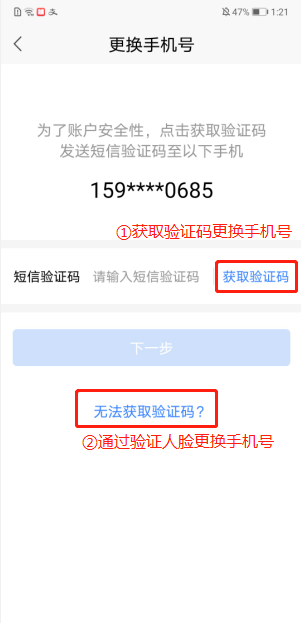 47% 1:21
更换手机号
为了账户安全性，点击获取验证码
发送短信验证码至以下手机
159****0685
①获取验证码更换手机号
短信验证码 请输入短信验证码 获取验证码
下一步
无法获取验证码？
②通过验证人脸更换手机号